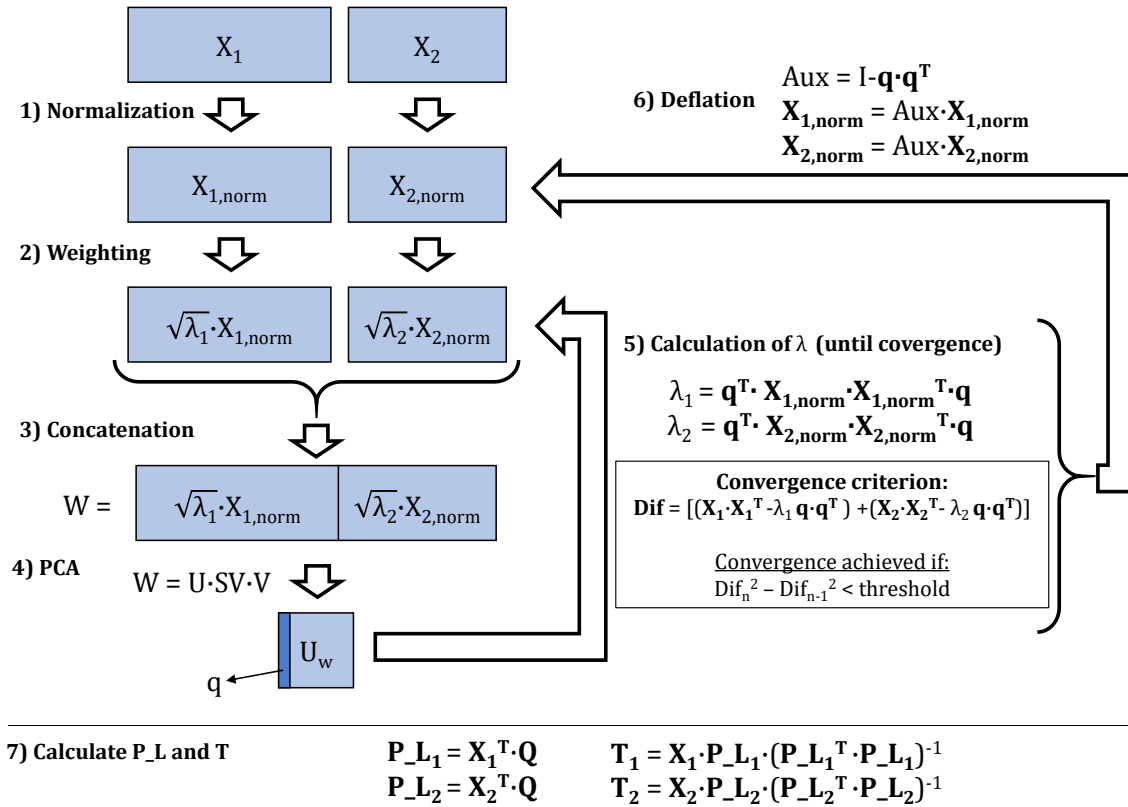 X₁ X₂
1) Normalization
X₁,norm X₂,norm
2) Weighting
√λ₁·X₁,norm √λ₂·X₂,norm
3) Concatenation
W = √λ₁·X₁,norm √λ₂·X₂,norm
4) PCA
W = U·SV·V
U_w
q
5) Calculation of λ (until covergence)
λ₁ = qᵀ· X₁,norm·X₁,normᵀ·q
λ₂ = qᵀ· X₂,norm·X₂,normᵀ·q
Convergence criterion:
Dif = [(X₁·X₁ᵀ-λ₁ q·qᵀ ) +(X₂·X₂ᵀ- λ₂ q·qᵀ)]
Convergence achieved if:
Difₙ² – Difₙ₋₁² < threshold
6) Deflation
Aux = I-q·qᵀ
X₁,norm = Aux·X₁,norm
X₂,norm = Aux·X₂,norm
7) Calculate P_L and T
P_L₁ = X₁ᵀ·Q T₁ = X₁·P_L₁·(P_L₁ᵀ·P_L₁)⁻¹
P_L₂ = X₂ᵀ·Q T₂ = X₂·P_L₂·(P_L₂ᵀ·P_L₂)⁻¹